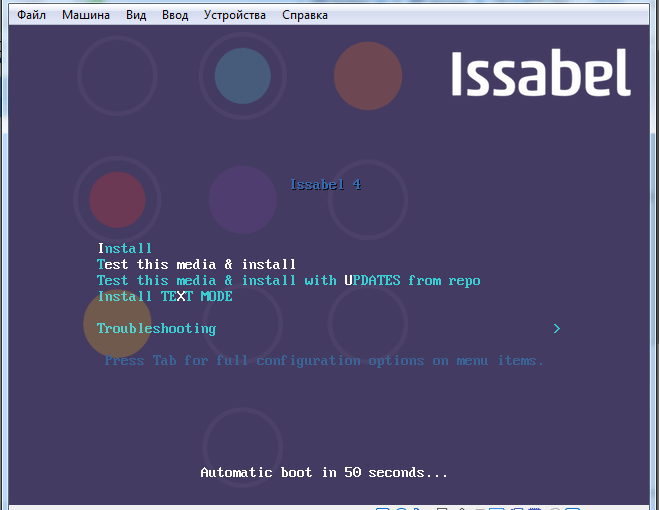 Файл Машина Вид Ввод Устройства Справка
Issabel
Issabel 4
Install
Test this media & install
Test this media & install with UPDATES from repo
Install TEXT MODE
Troubleshooting >
Press Tab for full configuration options on menu items.
Automatic boot in 50 seconds...